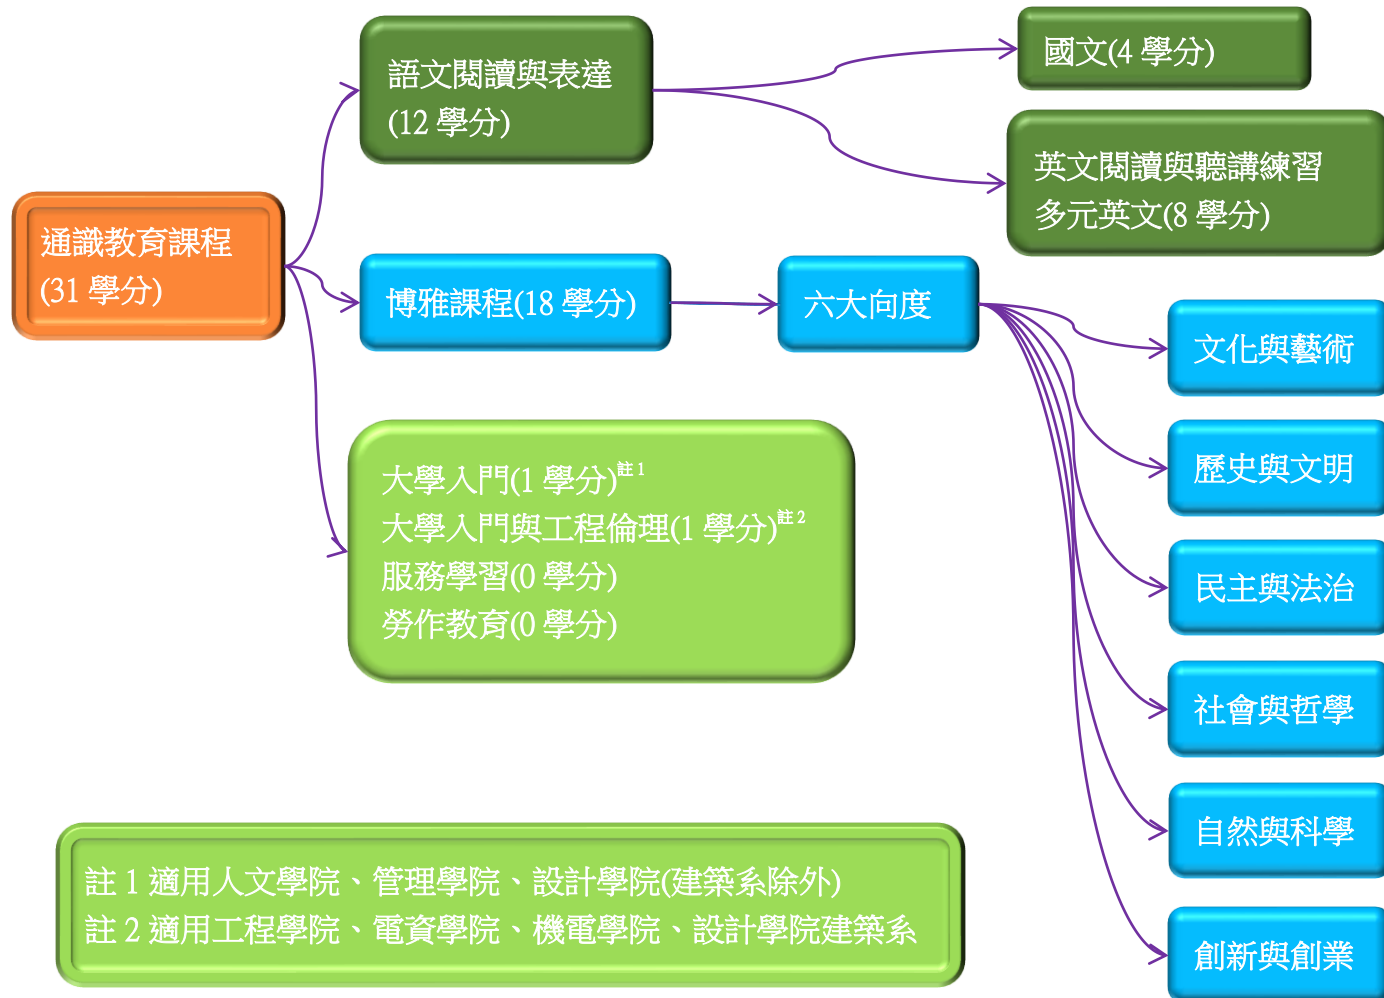 通識教育課程
(31 學分)
語文閱讀與表達
(12 學分)
國文(4 學分)
英文閱讀與聽講練習
多元英文(8 學分)
博雅課程(18 學分)
六大向度
文化與藝術
歷史與文明
民主與法治
社會與哲學
自然與科學
創新與創業
大學入門(1 學分)註 1
大學入門與工程倫理(1 學分)註 2
服務學習(0 學分)
勞作教育(0 學分)
註 1 適用人文學院、管理學院、設計學院(建築系除外)
註 2 適用工程學院、電資學院、機電學院、設計學院建築系